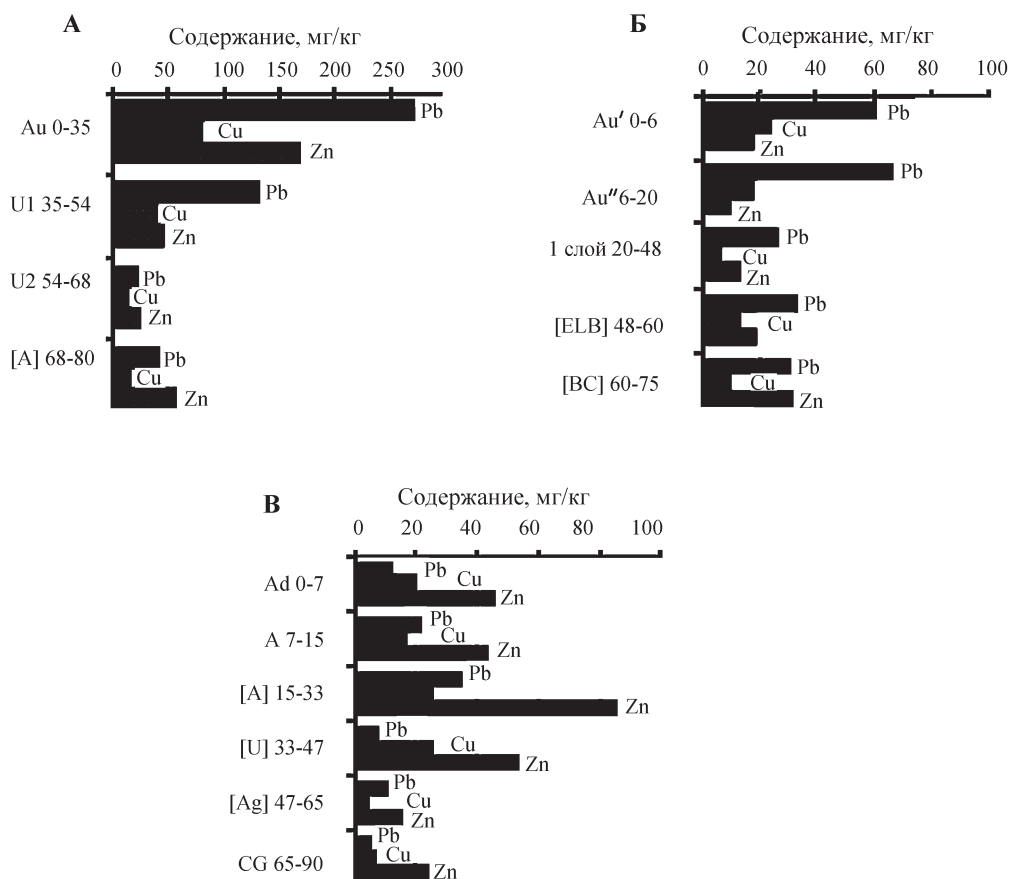 А
Содержание, мг/кг
0 50 100 150 200 250 300
Au 0-35
Pb
Cu
Zn
U1 35-54
Pb
Cu
Zn
U2 54-68
Pb
Cu
Zn
[A] 68-80
Pb
Cu
Zn
Б
Содержание, мг/кг
0 20 40 60 80 100
Au′ 0-6
Pb
Cu
Zn
Au″6-20
Pb
Zn
1 слой 20-48
Pb
Cu
Zn
[ELB] 48-60
Pb
Cu
[BC] 60-75
Pb
Cu
Zn
В
Содержание, мг/кг
0 20 40 60 80 100
Ad 0-7
Pb
Cu
Zn
A 7-15
Pb
Cu
Zn
[A] 15-33
Pb
Zn
[U] 33-47
Pb
Cu
Zn
[Ag] 47-65
Pb
Cu
Zn
CG 65-90
Pb
Cu
Zn